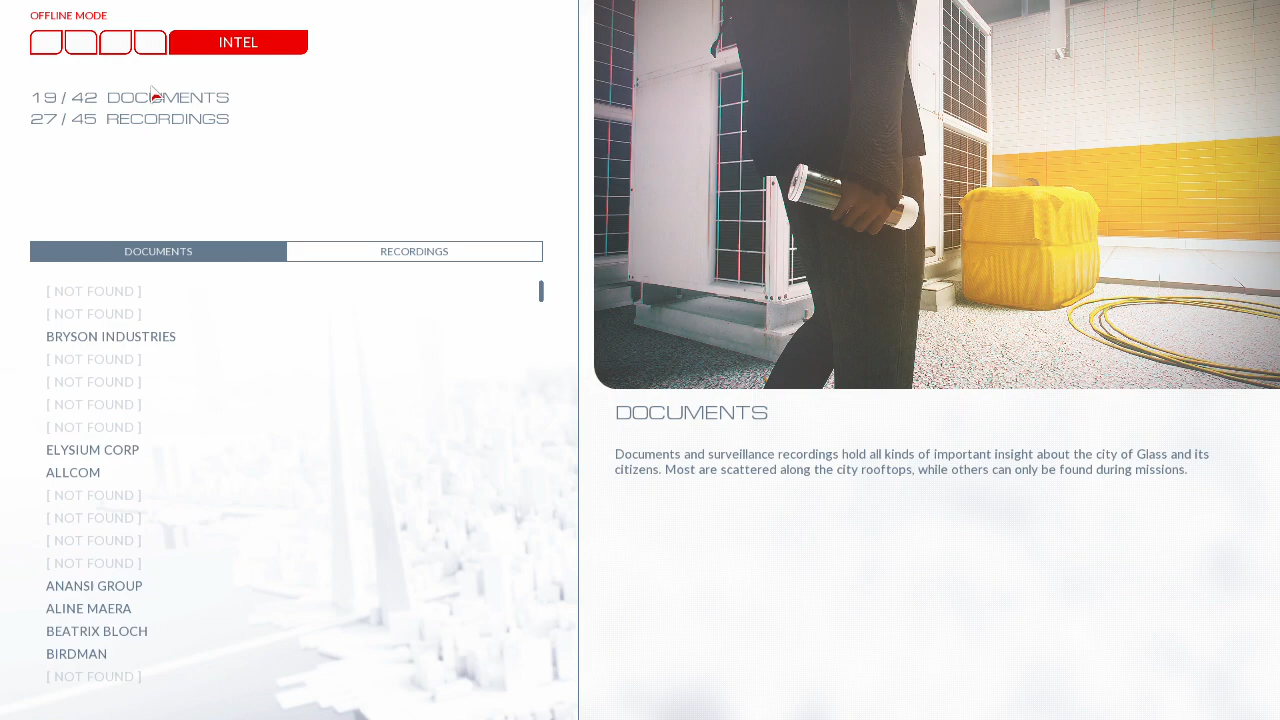 OFFLINE MODE
INTEL
19 / 42 DOCUMENTS
27 / 45 RECORDINGS
DOCUMENTS
RECORDINGS
[ NOT FOUND ]
[ NOT FOUND ]
BRYSON INDUSTRIES
[ NOT FOUND ]
[ NOT FOUND ]
[ NOT FOUND ]
[ NOT FOUND ]
ELYSIUM CORP
ALLCOM
[ NOT FOUND ]
[ NOT FOUND ]
[ NOT FOUND ]
[ NOT FOUND ]
ANANSI GROUP
ALINE MAERA
BEATRIX BLOCH
BIRDMAN
[ NOT FOUND ]
DOCUMENTS
Documents and surveillance recordings hold all kinds of important insight about the city of Glass and its
citizens. Most are scattered along the city rooftops, while others can only be found during missions.